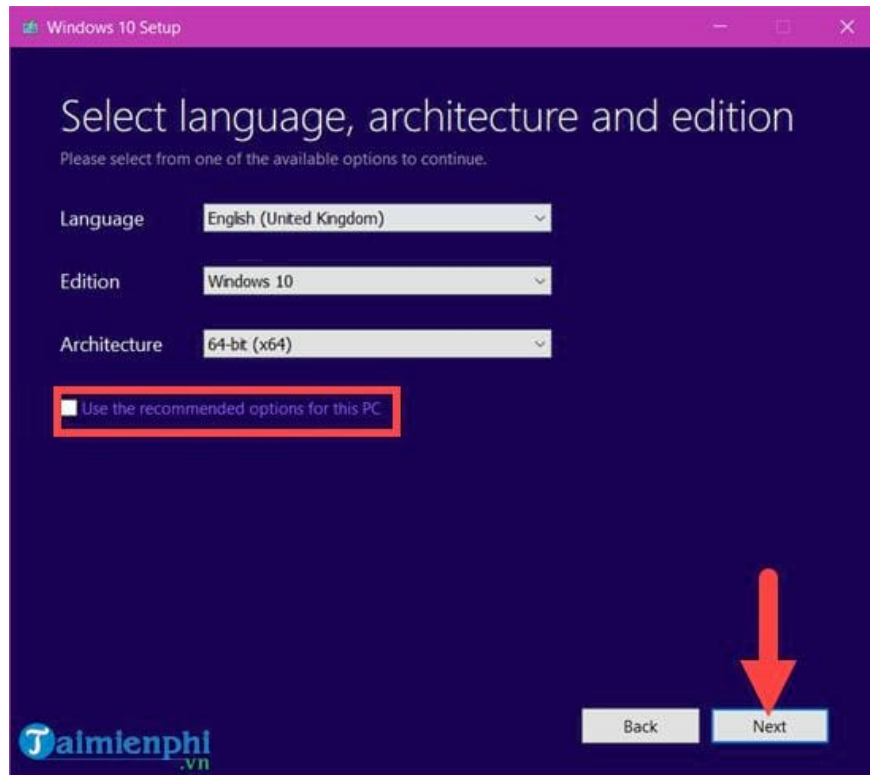 Windows 10 Setup
Select language, architecture and edition
Please select from one of the available options to continue.
Language English (United Kingdom)
Edition Windows 10
Architecture 64-bit (x64)
Use the recommended options for this PC
Back Next
Taimienphi
.vn